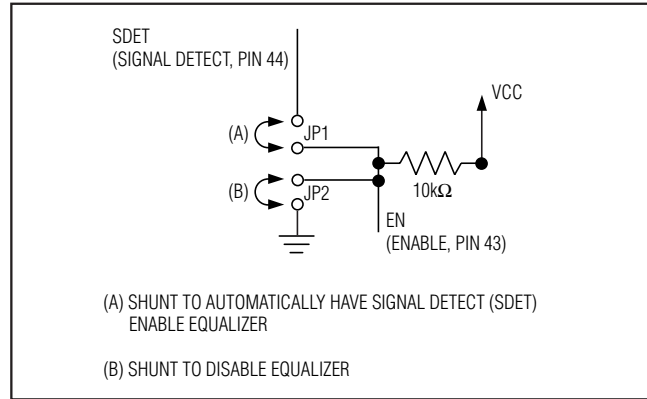 SDET
(SIGNAL DETECT, PIN 44)
VCC
(A)
JP1
(B)
JP2
10kΩ
EN
(ENABLE, PIN 43)
(A) SHUNT TO AUTOMATICALLY HAVE SIGNAL DETECT (SDET)
ENABLE EQUALIZER
(B) SHUNT TO DISABLE EQUALIZER